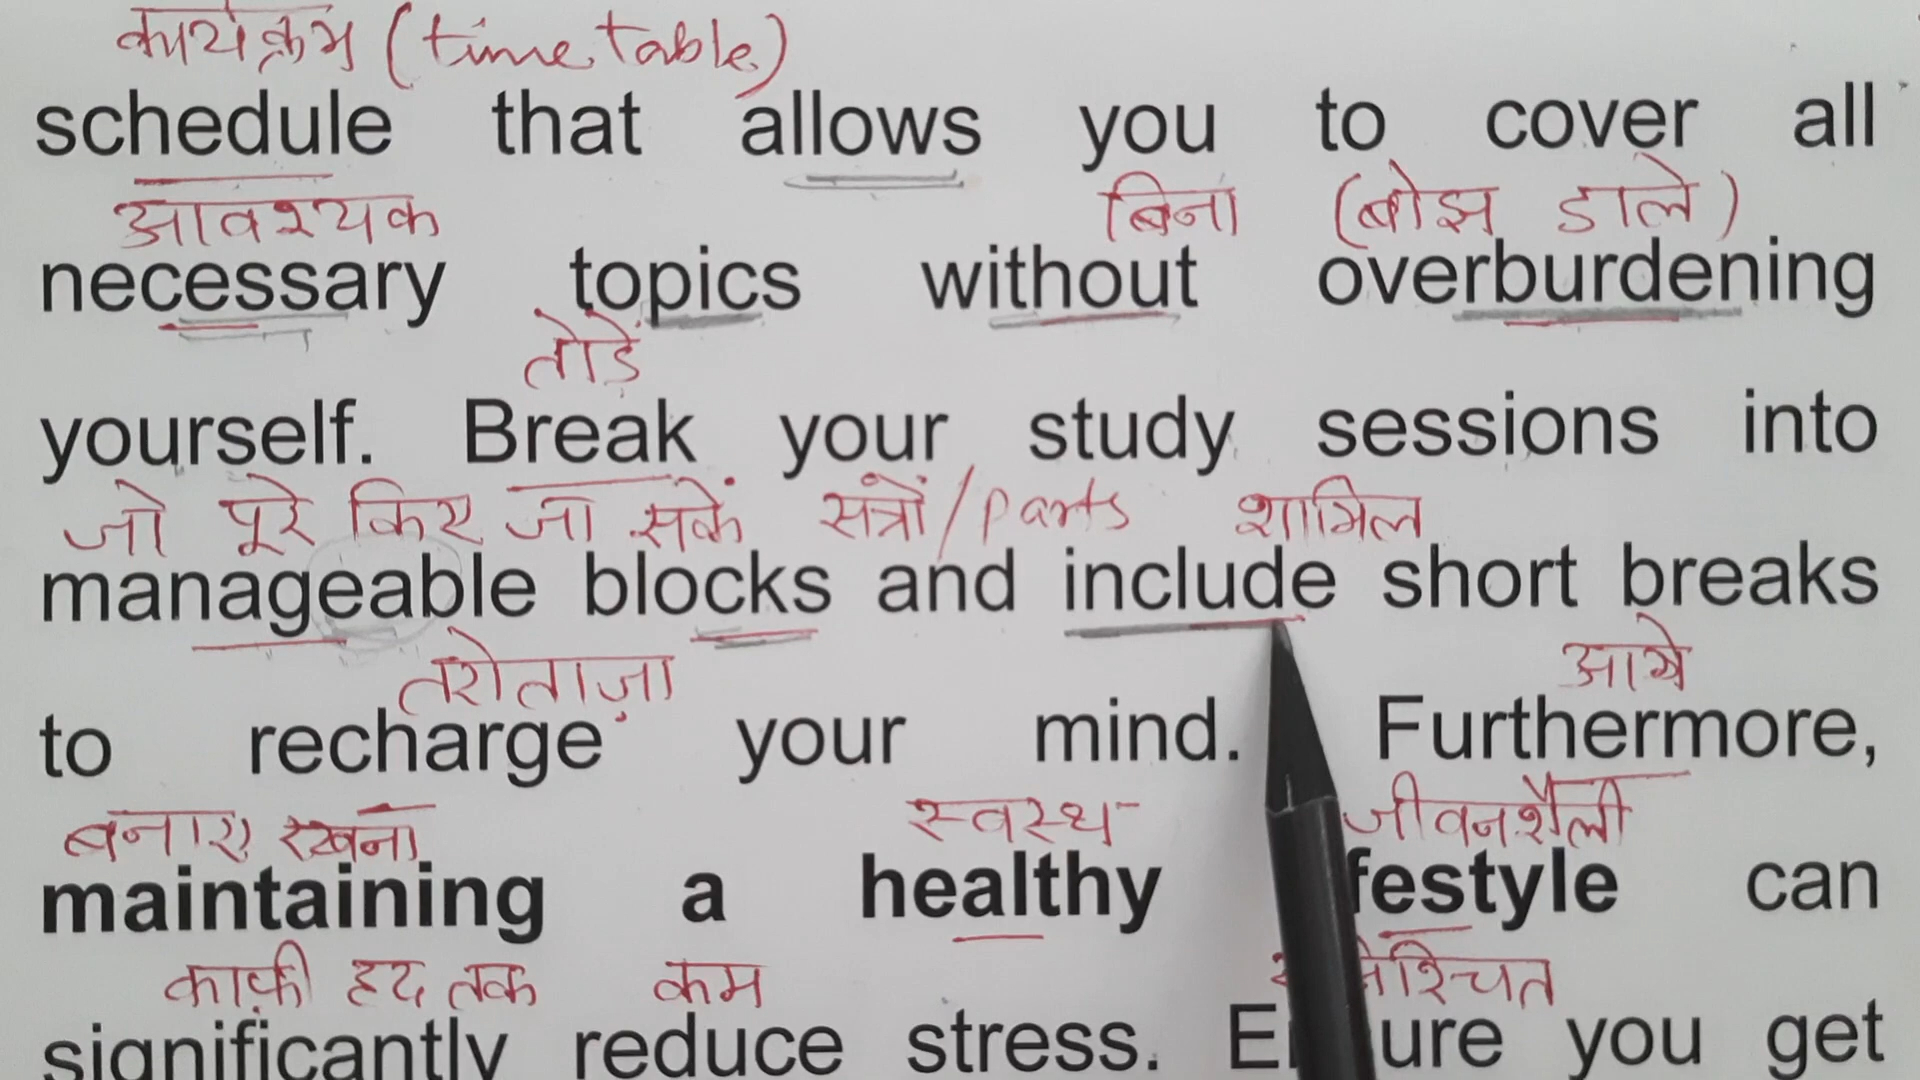 कार्यक्रम (time table)
schedule that allows you to cover all
आवश्यक बिना (बोझ डाले)
necessary topics without overburdening
तोड़ें
yourself. Break your study sessions into
जो पूरे किए जा सकें सत्रों/parts शामिल
manageable blocks and include short breaks
तरोताज़ा आगे
to recharge your mind. Furthermore,
बनाए रखना स्वस्थ जीवनशैली
maintaining a healthy festyle can
काफ़ी हद तक कम
significantly reduce stress. E ure you get